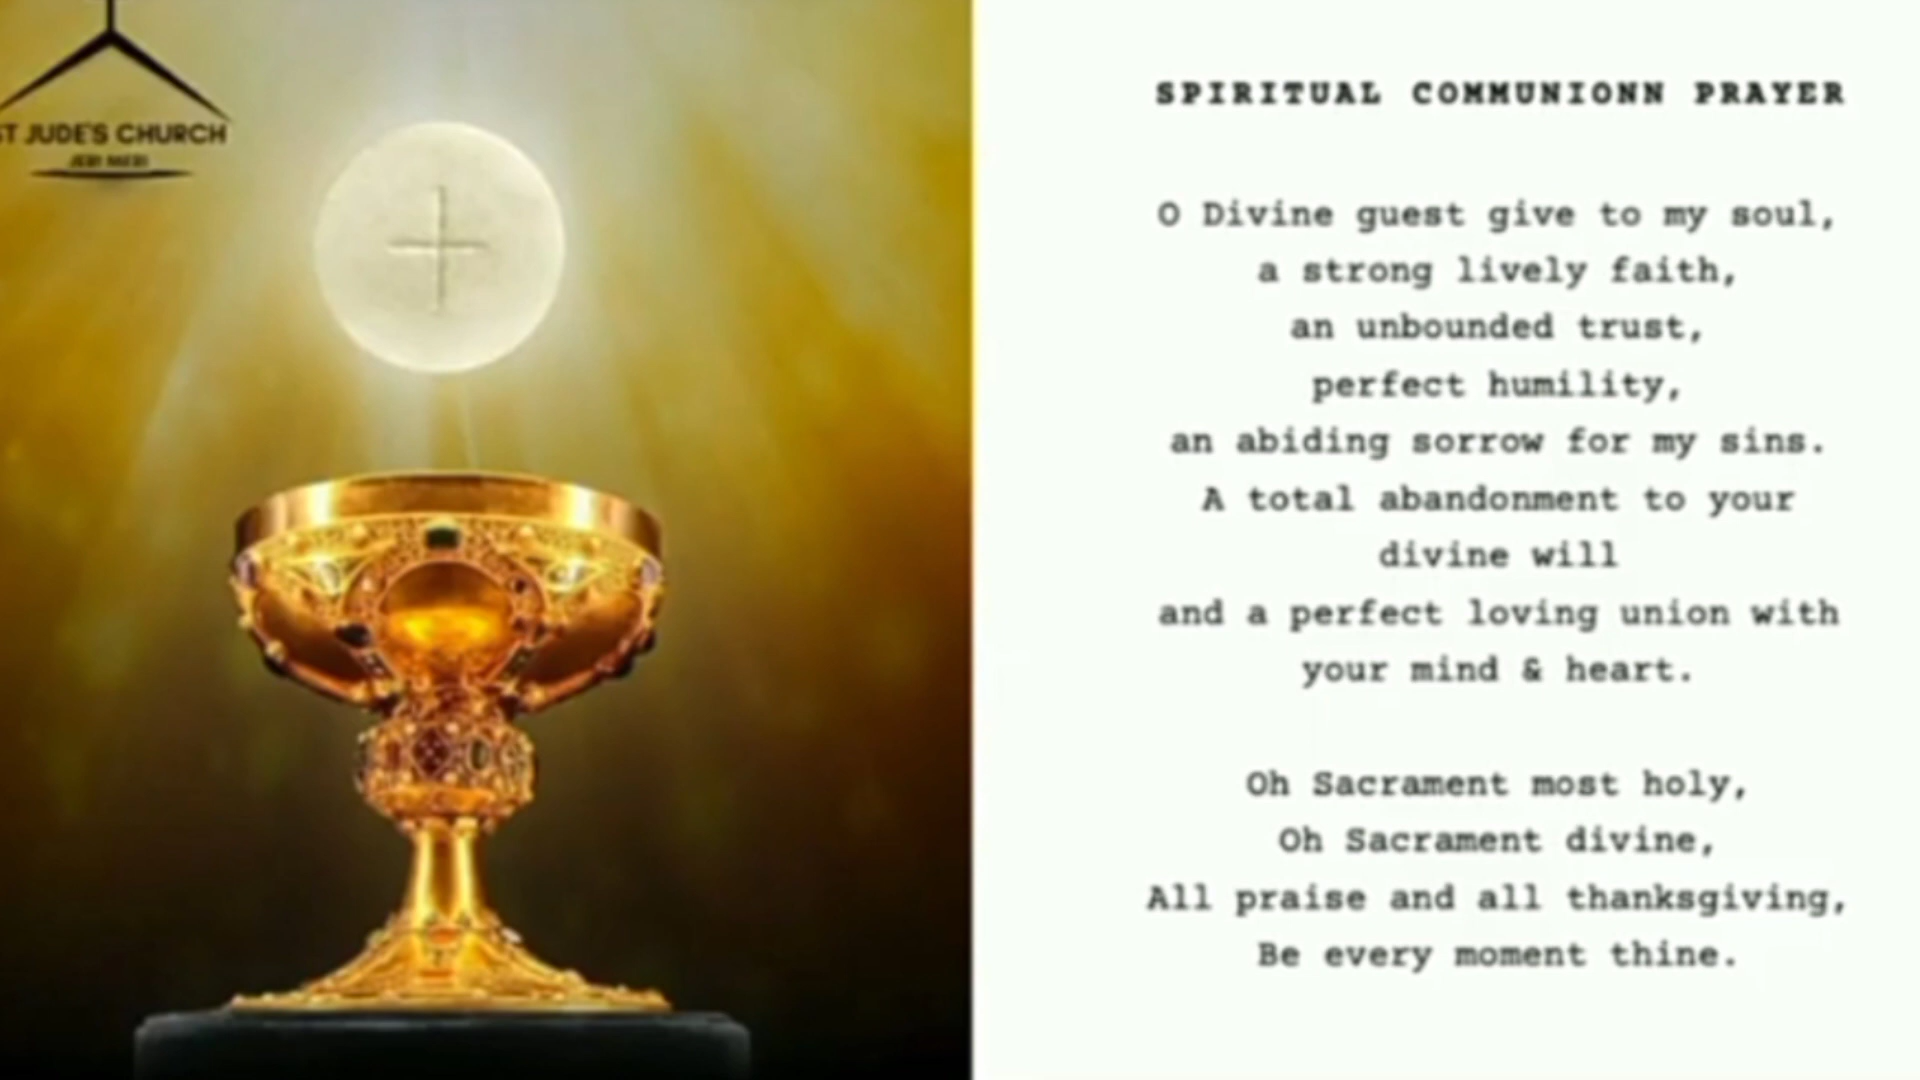 ST JUDE'S CHURCH
JERI MERI
SPIRITUAL COMMUNIONN PRAYER
O Divine guest give to my soul,
a strong lively faith,
an unbounded trust,
perfect humility,
an abiding sorrow for my sins.
A total abandonment to your
divine will
and a perfect loving union with
your mind & heart.
Oh Sacrament most holy,
Oh Sacrament divine,
All praise and all thanksgiving,
Be every moment thine.